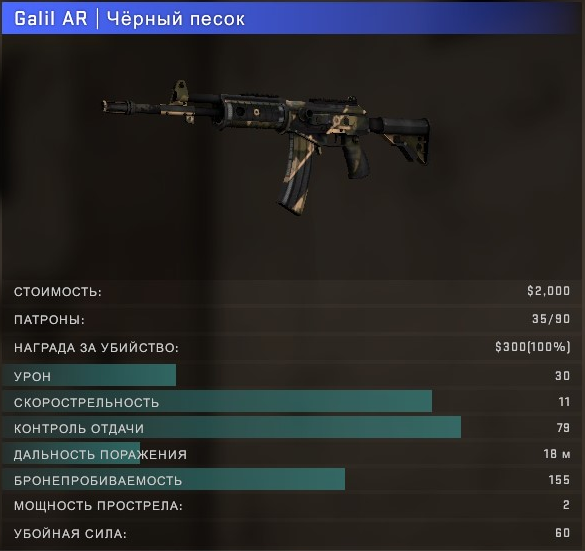 Galil AR | Чёрный песок
СТОИМОСТЬ: $2,000
ПАТРОНЫ: 35/90
НАГРАДА ЗА УБИЙСТВО: $300(100%)
УРОН 30
СКОРОСТРЕЛЬНОСТЬ 11
КОНТРОЛЬ ОТДАЧИ 79
ДАЛЬНОСТЬ ПОРАЖЕНИЯ 18 м
БРОНЕПРОБИВАЕМОСТЬ 155
МОЩНОСТЬ ПРОСТРЕЛА: 2
УБОЙНАЯ СИЛА: 60